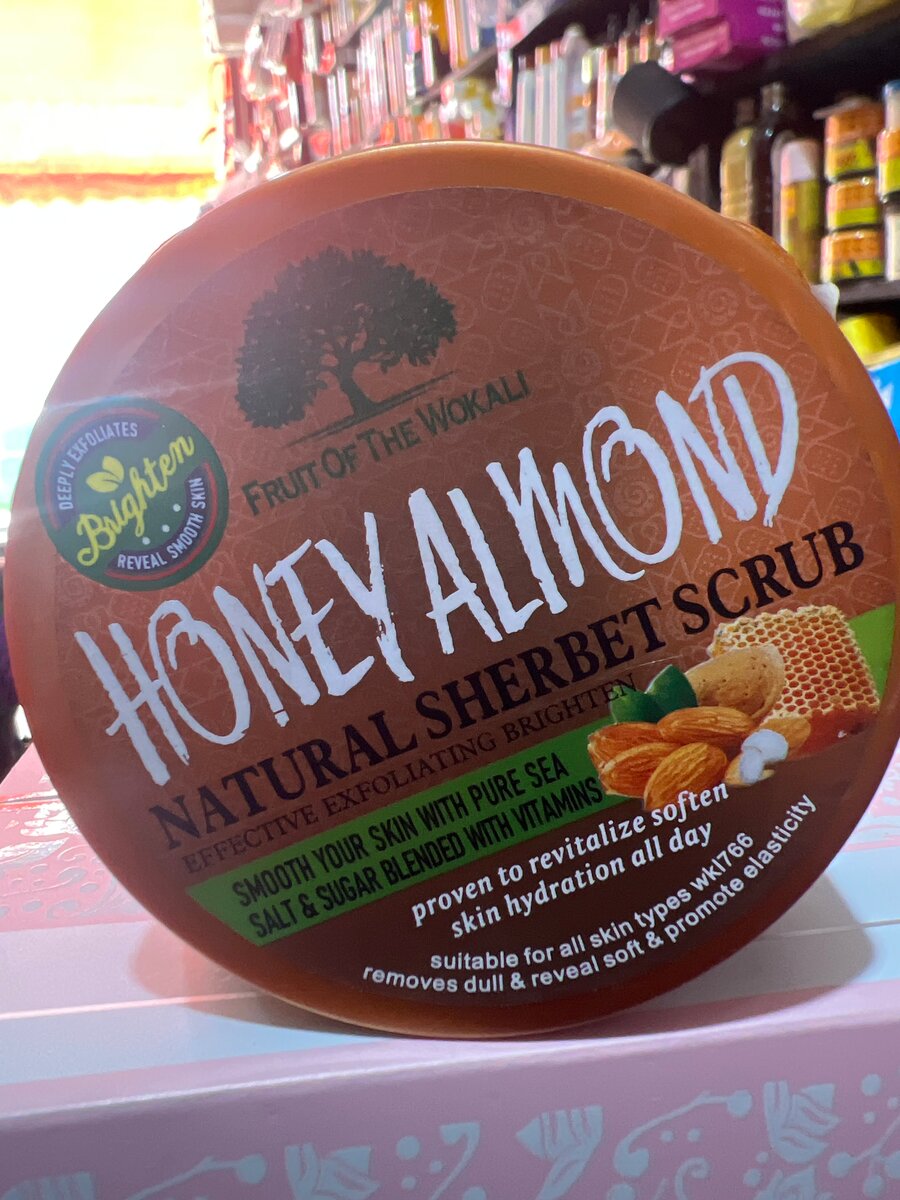 FRUIT OF THE WOKALI
DEEPLY EXFOLIATES
Brighten
REVEAL SMOOTH SKIN
HONEY ALMOND
NATURAL SHERBET SCRUB
EFFECTIVE EXFOLIATING BRIGHTEN
SMOOTH YOUR SKIN WITH PURE SEA
SALT & SUGAR BLENDED WITH VITAMINS
proven to revitalize soften
skin hydration all day
suitable for all skin types wkl766
removes dull & reveal soft & promote elasticity